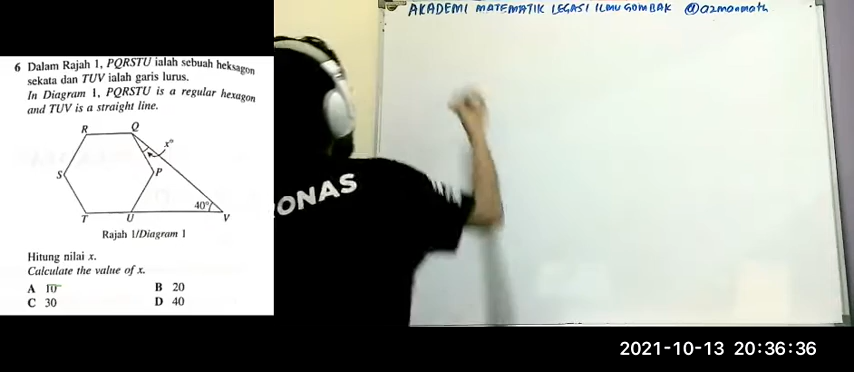 AKADEMI MATEMATIK LEGASI ILMU GOMBAK @azmanmath
6 Dalam Rajah 1, PQRSTU ialah sebuah heksagon
sekata dan TUV ialah garis lurus.
In Diagram 1, PQRSTU is a regular hexagon
and TUV is a straight line.
R Q
x°
S P
40°
T U V
Rajah 1/Diagram 1
Hitung nilai x.
Calculate the value of x.
A 10 B 20
C 30 D 40
ONAS
2021-10-13 20:36:36